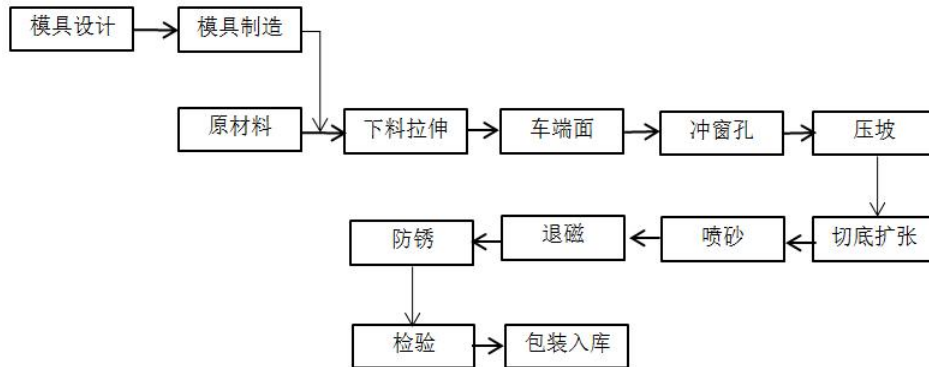 模具设计
模具制造
原材料
下料拉伸
车端面
冲窗孔
压坡
切底扩张
喷砂
退磁
防锈
检验
包装入库